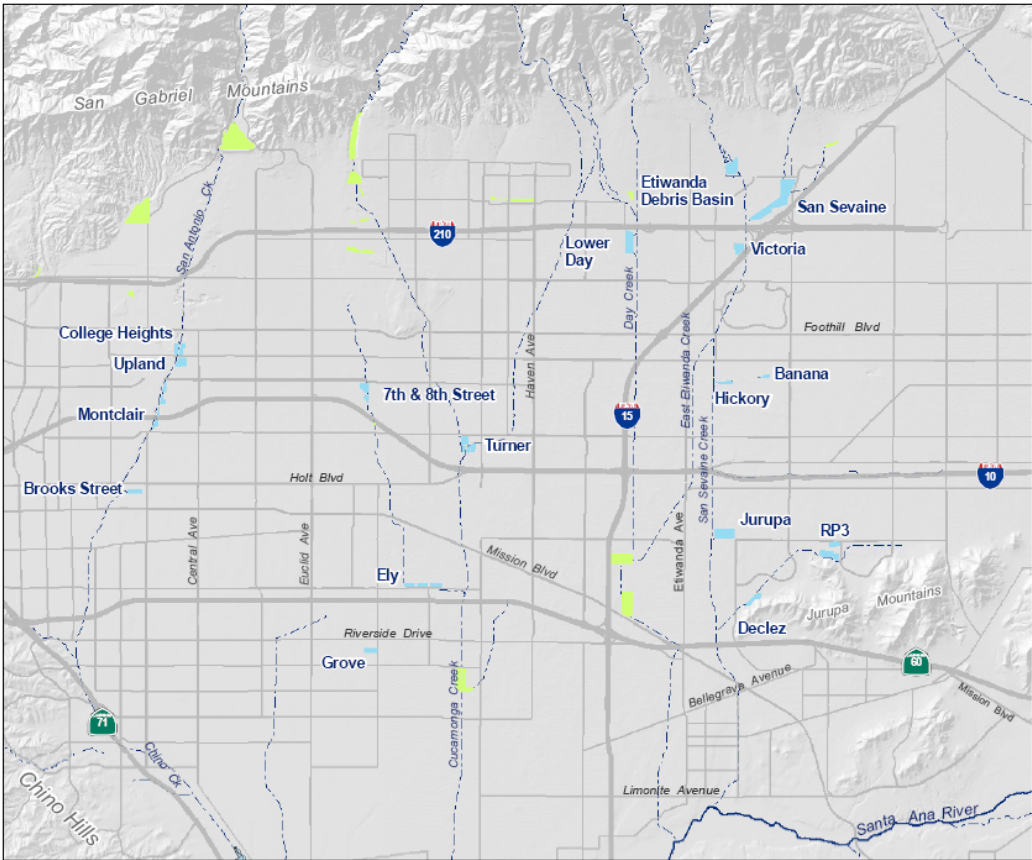 San Gabriel Mountains
San Antonio Ck
Etiwanda
Debris Basin
San Sevaine
210
Lower
Day
Victoria
Day Creek
College Heights
Upland
Foothill Blvd
East Etiwanda Creek
Haven Ave
Banana
7th & 8th Street
Hickory
Montclair
15
San Sevaine Creek
Turner
Holt Blvd
10
Brooks Street
Jurupa
RP3
Central Ave
Euclid Ave
Mission Blvd
Etiwanda Ave
Ely
Jurupa Mountains
Declez
Riverside Drive
Grove
60
Bellegrave Avenue
Mission Blvd
Cucamonga Creek
71
Chino Ck
Chino Hills
Limonite Avenue
Santa Ana River